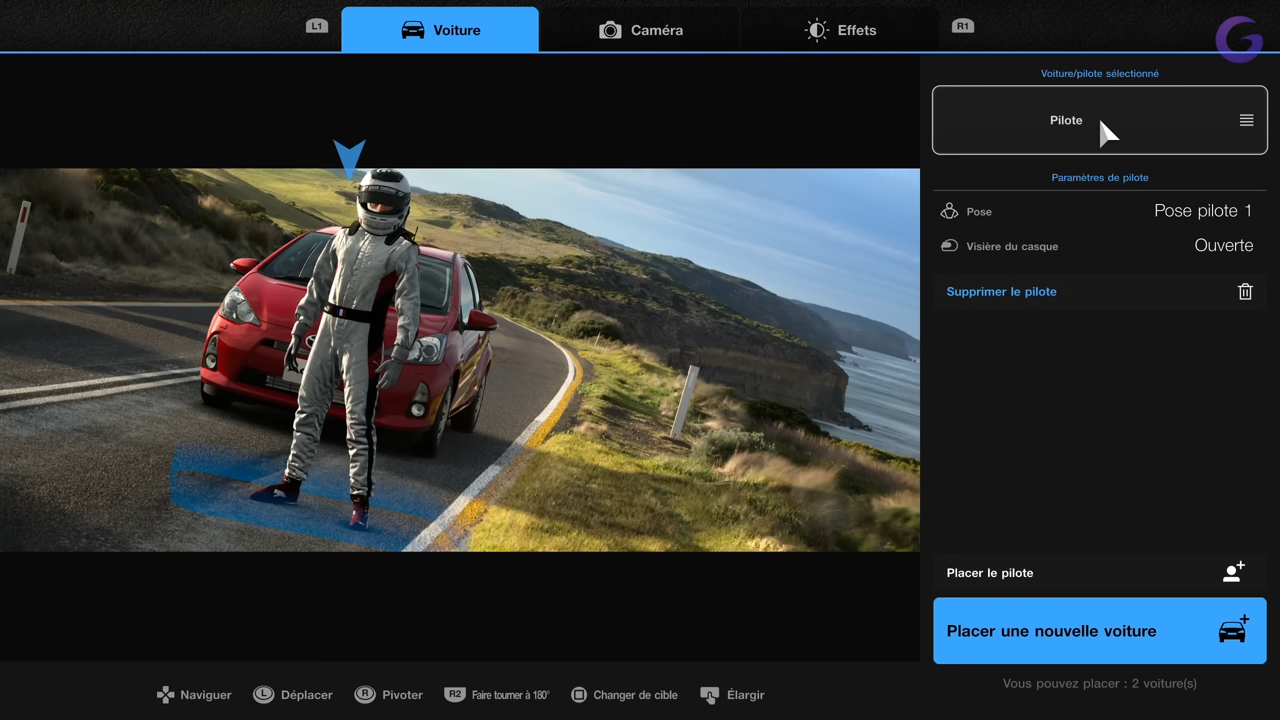 L1
Voiture
Caméra
Effets
R1
Voiture/pilote sélectionné
Pilote
Paramètres de pilote
Pose
Pose pilote 1
Visière du casque
Ouverte
Supprimer le pilote
Placer le pilote
Placer une nouvelle voiture
Vous pouvez placer : 2 voiture(s)
Naviguer
L
Déplacer
R
Pivoter
R2
Faire tourner à 180°
Changer de cible
Élargir